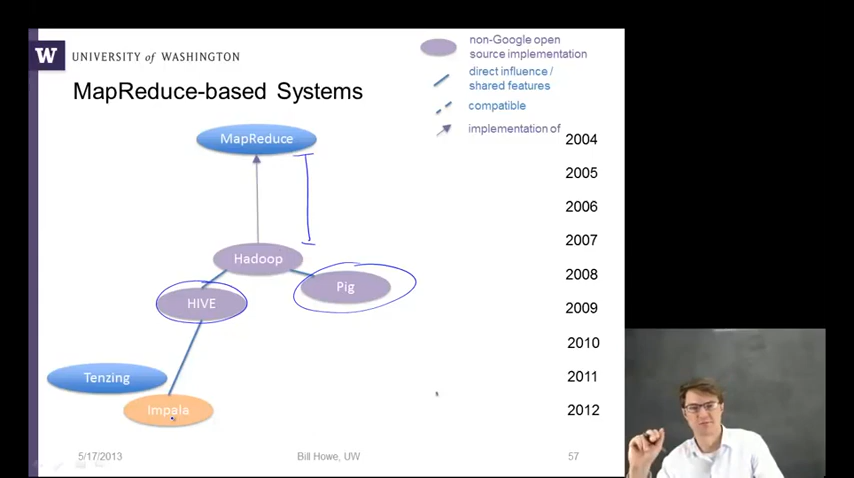 W UNIVERSITY of WASHINGTON
MapReduce-based Systems
non-Google open
source implementation
direct influence /
shared features
compatible
implementation of
MapReduce
2004
2005
2006
2007
Hadoop
2008
Pig
HIVE
2009
2010
Tenzing
2011
Impala
2012
5/17/2013
Bill Howe, UW
57